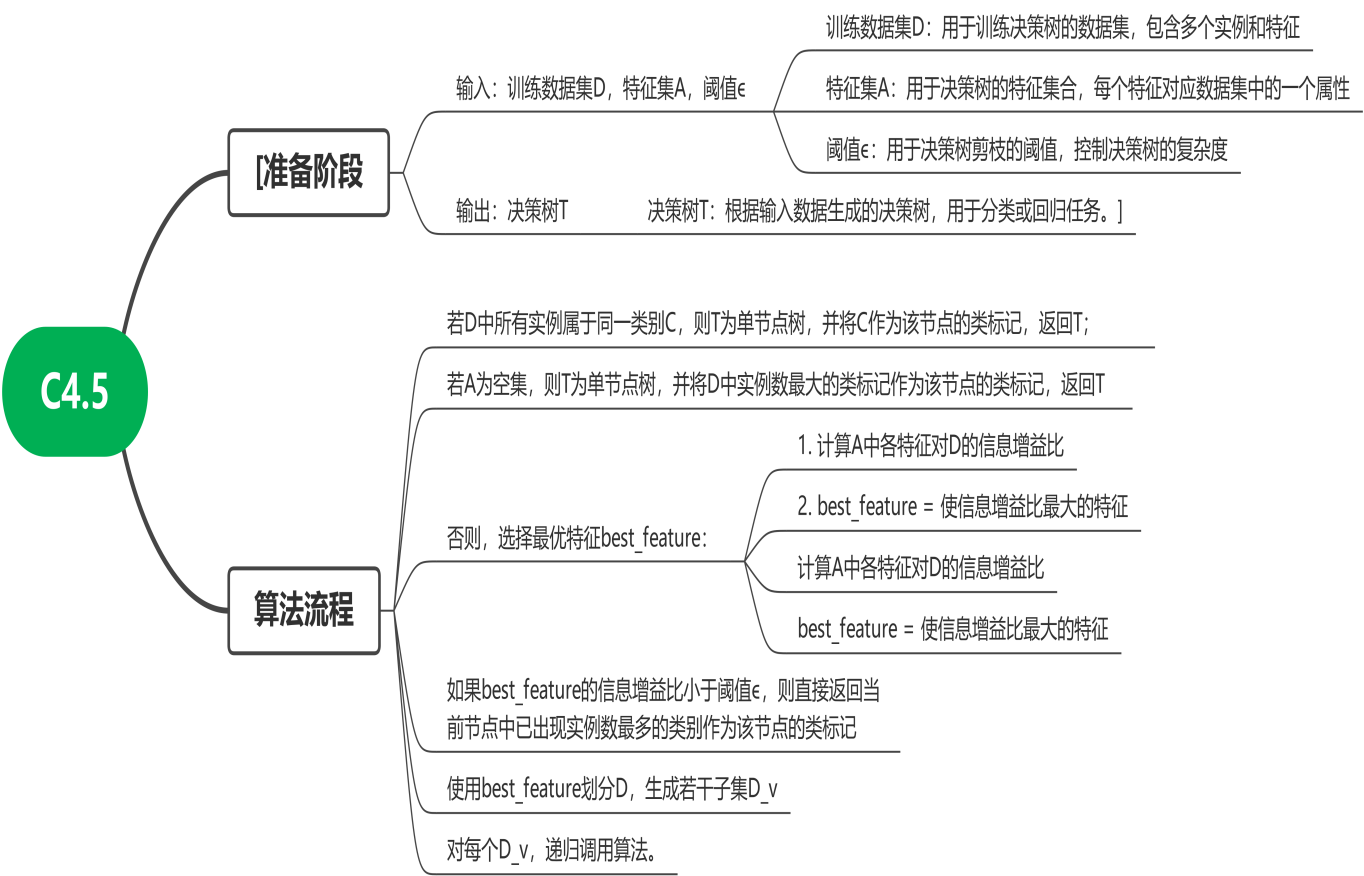 C4.5
[准备阶段
输入：训练数据集D，特征集A，阈值ϵ
训练数据集D：用于训练决策树的数据集，包含多个实例和特征
特征集A：用于决策树的特征集合，每个特征对应数据集中的一个属性
阈值ϵ：用于决策树剪枝的阈值，控制决策树的复杂度
输出：决策树T 决策树T：根据输入数据生成的决策树，用于分类或回归任务。]
算法流程
若D中所有实例属于同一类别C，则T为单节点树，并将C作为该节点的类标记，返回T；
若A为空集，则T为单节点树，并将D中实例数最大的类标记作为该节点的类标记，返回T
否则，选择最优特征best_feature：
1. 计算A中各特征对D的信息增益比
2. best_feature = 使信息增益比最大的特征
计算A中各特征对D的信息增益比
best_feature = 使信息增益比最大的特征
如果best_feature的信息增益比小于阈值ϵ，则直接返回当
前节点中已出现实例数最多的类别作为该节点的类标记
使用best_feature划分D，生成若干子集D_v
对每个D_v，递归调用算法。